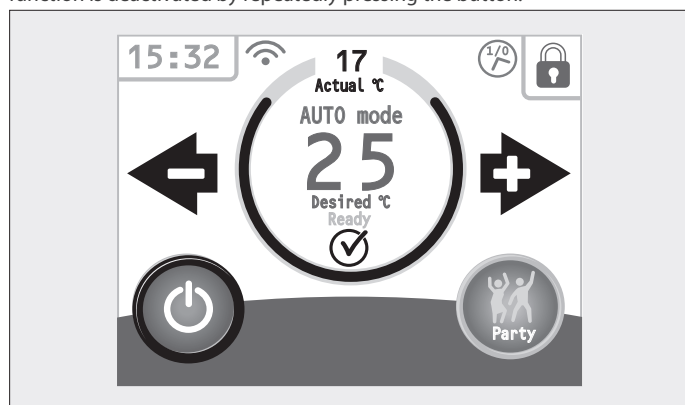 function is deactivated by repeatedly pressing the button.
15:32
17
1/0
Actual °C
AUTO mode
25
Desired °C
Ready
Party